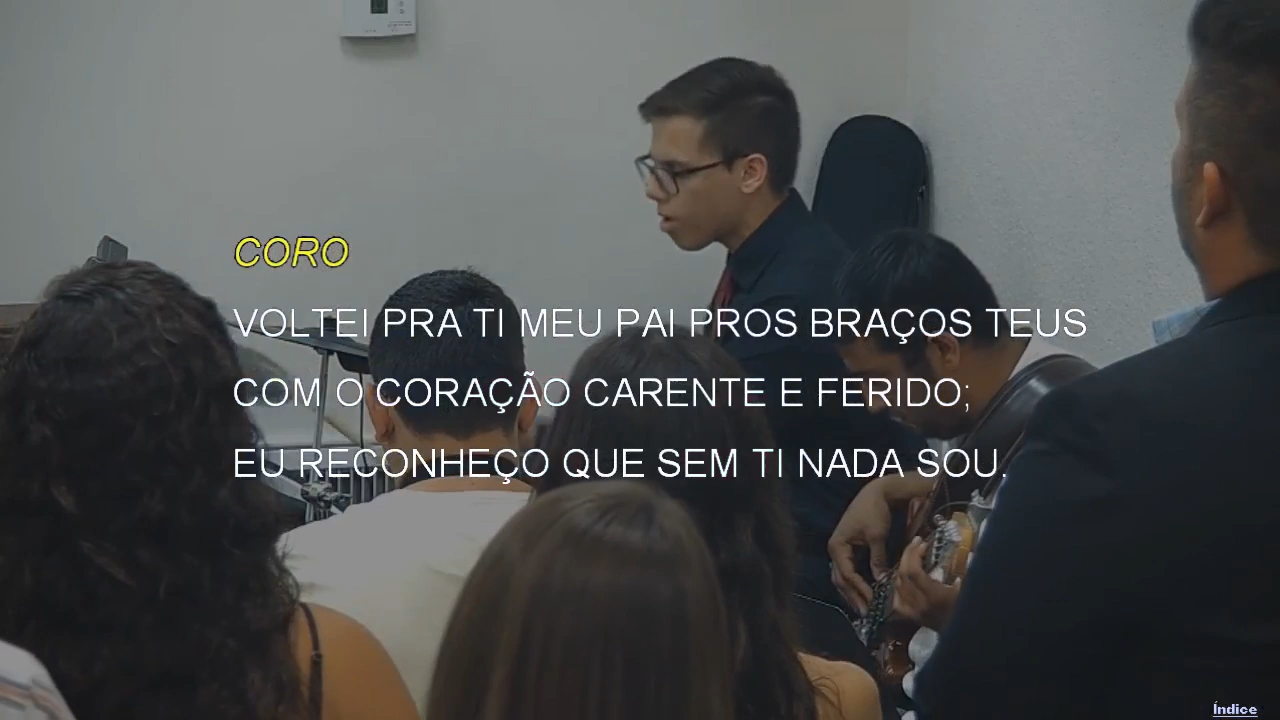 CORO
VOLTEI PRA TI MEU PAI PROS BRAÇOS TEUS
COM O CORAÇÃO CARENTE E FERIDO;
EU RECONHEÇO QUE SEM TI NADA SOU.
Índice